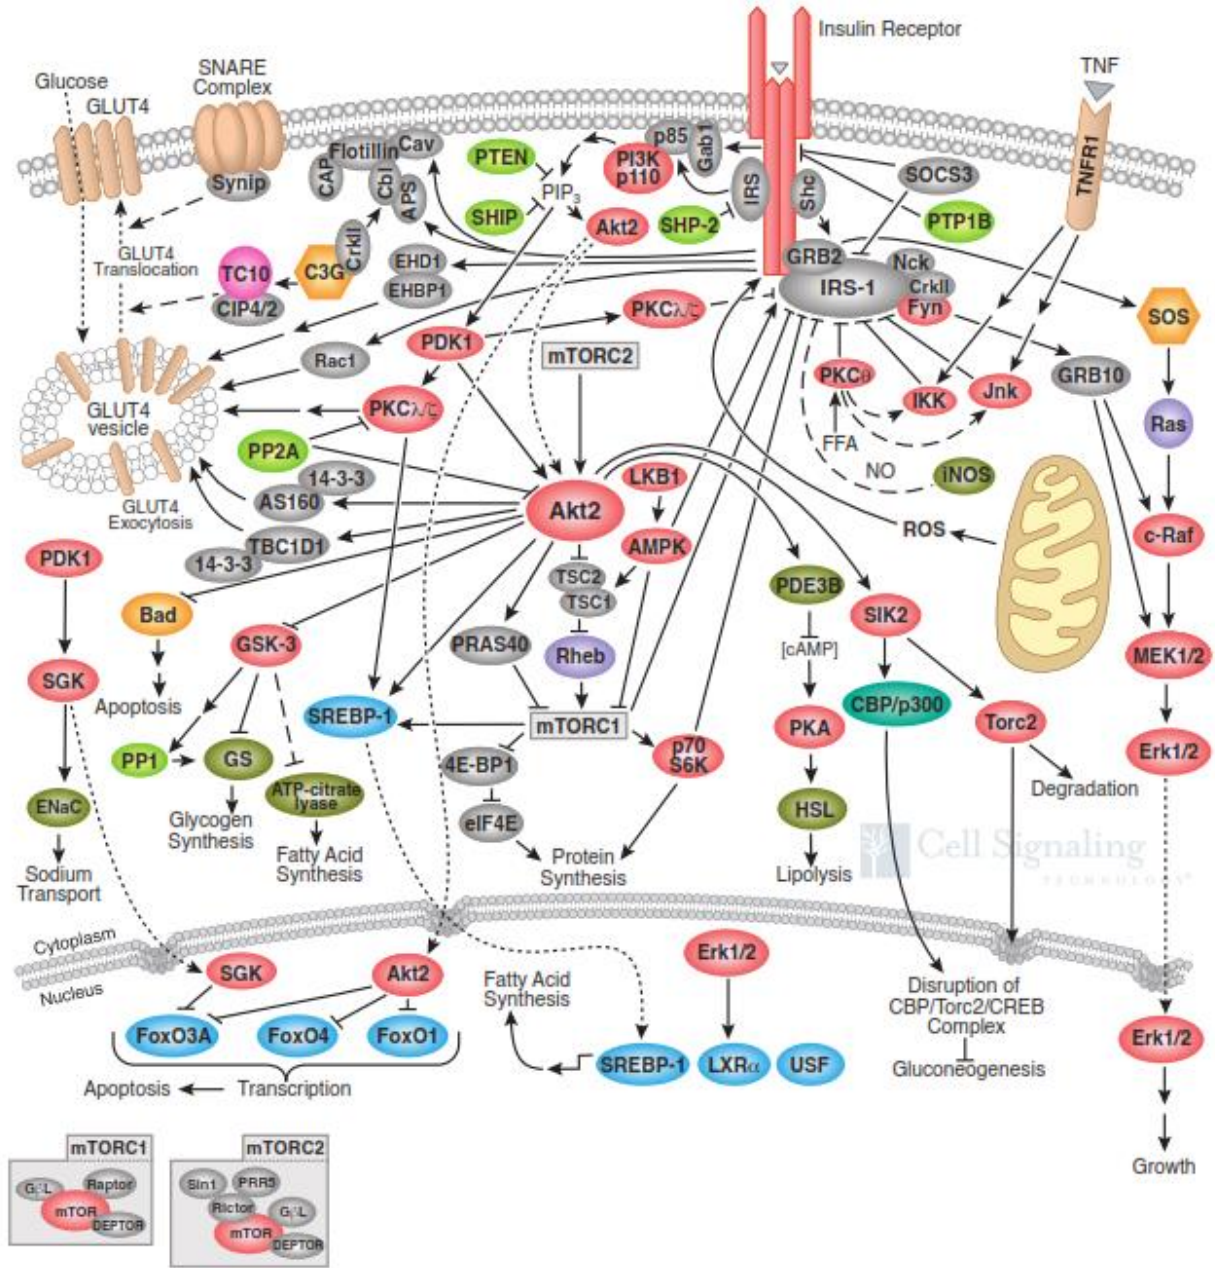 Insulin Receptor
TNF
Glucose
GLUT4
SNARE
Complex
Synip
CAP
Flotillin
Cav
Cbl
APS
CrkII
PTEN
SHIP
PIP3
PI3K
p110
p85
Gab1
Akt2
SHP-2
IRS
Shc
SOCS3
PTP1B
TNFR1
GLUT4
Translocation
TC10
CIP4/2
C3G
EHD1
EHBP1
GRB2
IRS-1
Nck
CrkII
Fyn
SOS
PKCλ/ζ
PDK1
Rac1
mTORC2
PKCθ
IKK
Jnk
GRB10
FFA
NO
iNOS
Ras
GLUT4
vesicle
PKCλ/ζ
PP2A
14-3-3
AS160
GLUT4
Exocytosis
TBC1D1
14-3-3
Akt2
LKB1
AMPK
TSC2
TSC1
ROS
c-Raf
PDK1
Bad
GSK-3
PRAS40
Rheb
PDE3B
[cAMP]
SIK2
MEK1/2
SGK
Apoptosis
SREBP-1
mTORC1
PKA
CBP/p300
Torc2
Erk1/2
PP1
GS
4E-BP1
p70
S6K
Degradation
ENaC
ATP-citrate
lyase
Glycogen
Synthesis
eIF4E
HSL
Cell Signaling
TECHNOLOGY®
Sodium
Transport
Fatty Acid
Synthesis
Protein
Synthesis
Lipolysis
Cytoplasm
Nucleus
SGK
Akt2
Fatty Acid
Synthesis
Erk1/2
Disruption of
CBP/Torc2/CREB
Complex
Gluconeogenesis
FoxO3A
FoxO4
FoxO1
SREBP-1
LXRα
USF
Erk1/2
Apoptosis
Transcription
Growth
mTORC1
GβL
Raptor
mTOR
DEPTOR
mTORC2
Sin1
PRR5
Rictor
GβL
mTOR
DEPTOR